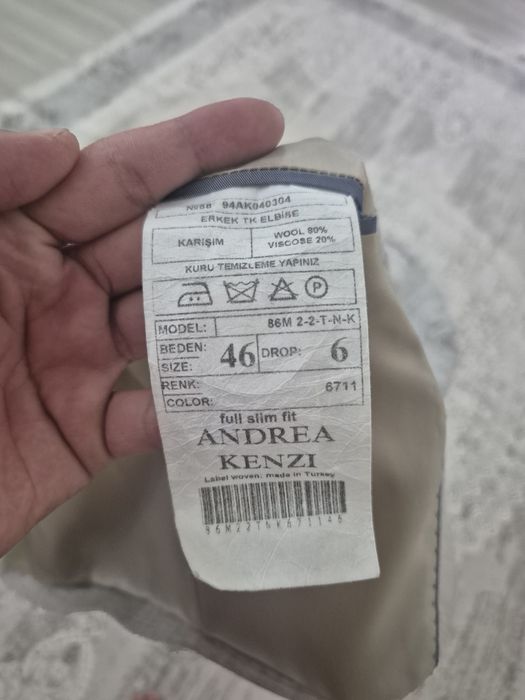 94AK040304
ERKEK TK ELBİSE
KARIŞIM
WOOL 80%
VISCOSE 20%
KURU TEMİZLEME YAPINIZ
P
MODEL: 86M 2-2-T-N-K
BEDEN:
SIZE: 46 DROP: 6
RENK: 6711
COLOR:
full slim fit
ANDREA
KENZI
Label woven: made in Turkey
86M22TNK671146